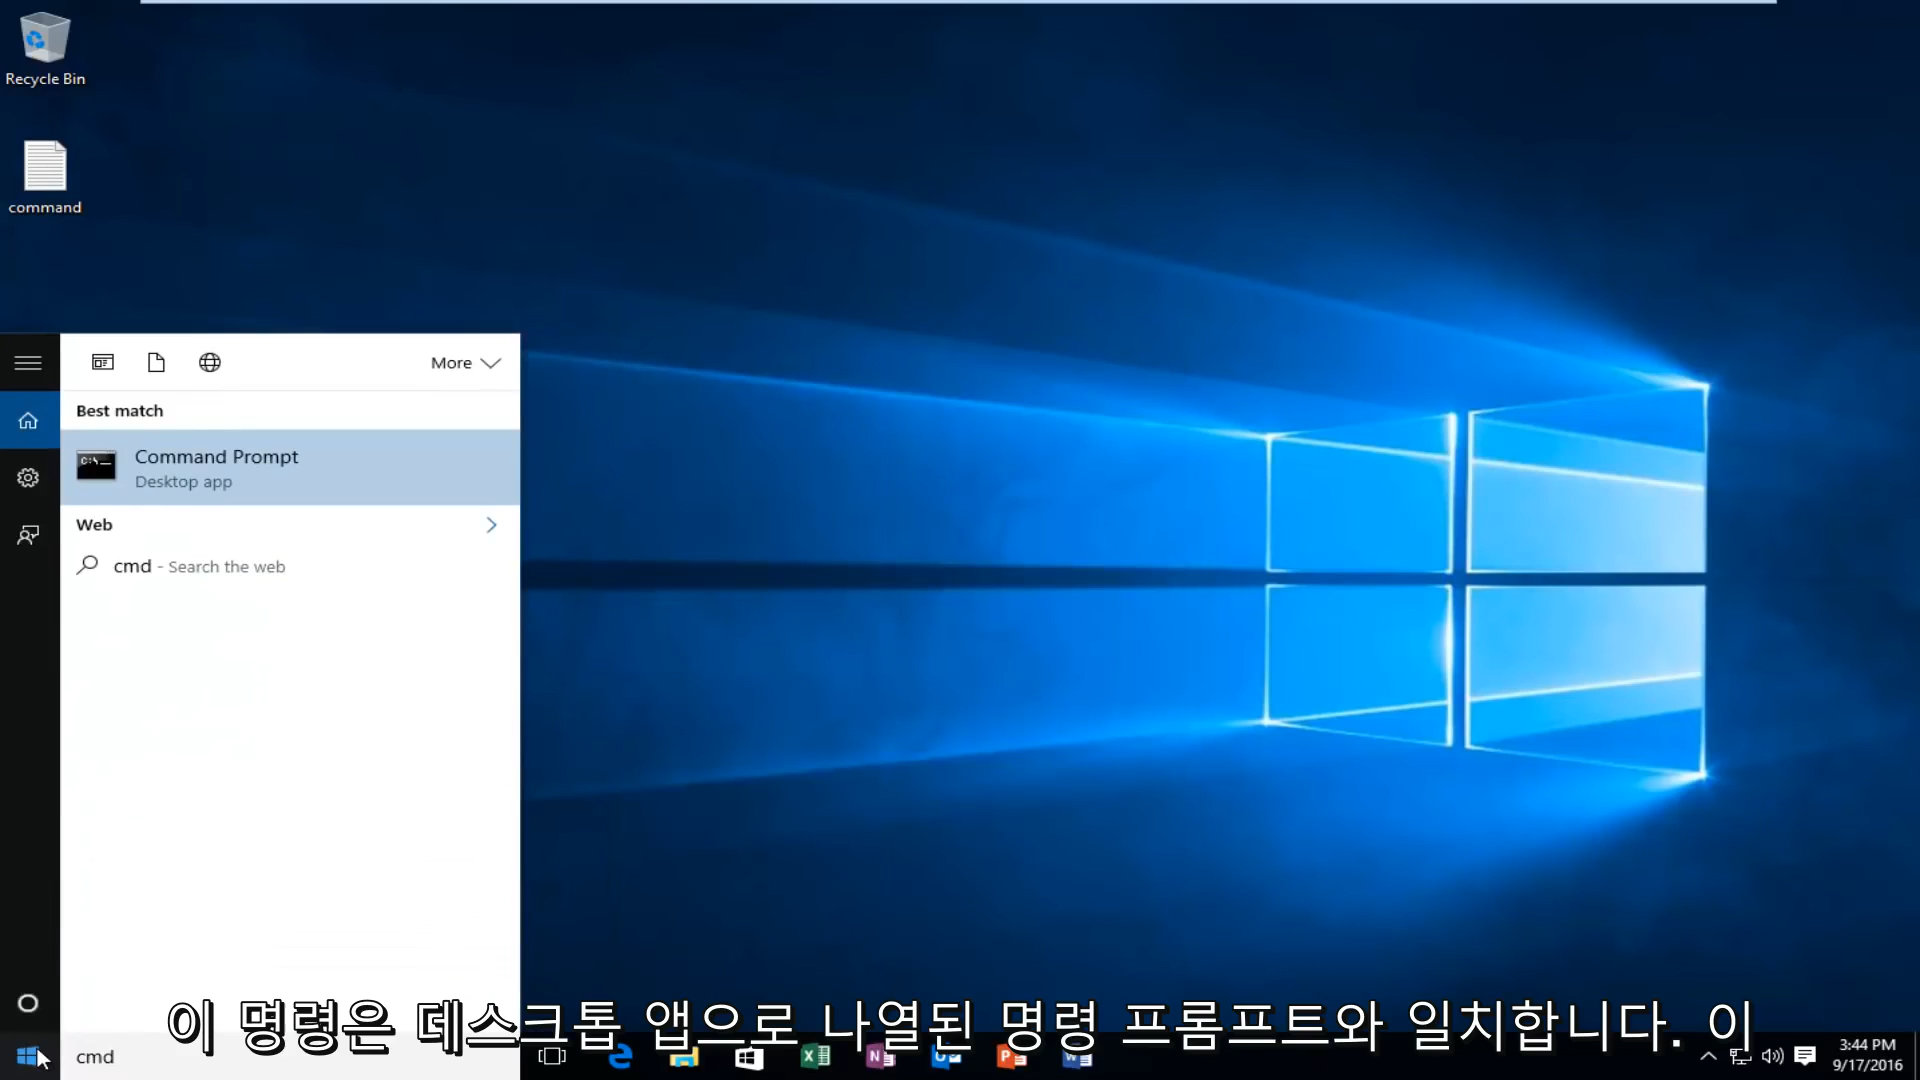 Recycle Bin
command
More
Best match
Command Prompt
Desktop app
Web
cmd - Search the web
이 명령은 데스크톱 앱으로 나열된 명령 프롬프트와 일치합니다. 이
cmd
3:44 PM
9/17/2016